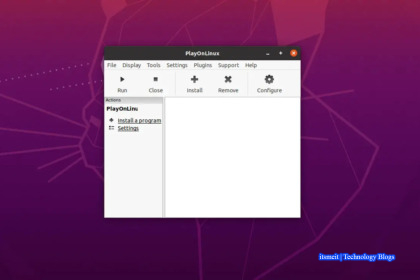 PlayOnLinux
File Display Tools Settings Plugins Support Help
Run Close Install Remove Configure
Actions
PlayOnLinu
Install a program
Settings
itsmeit | Technology Blogs